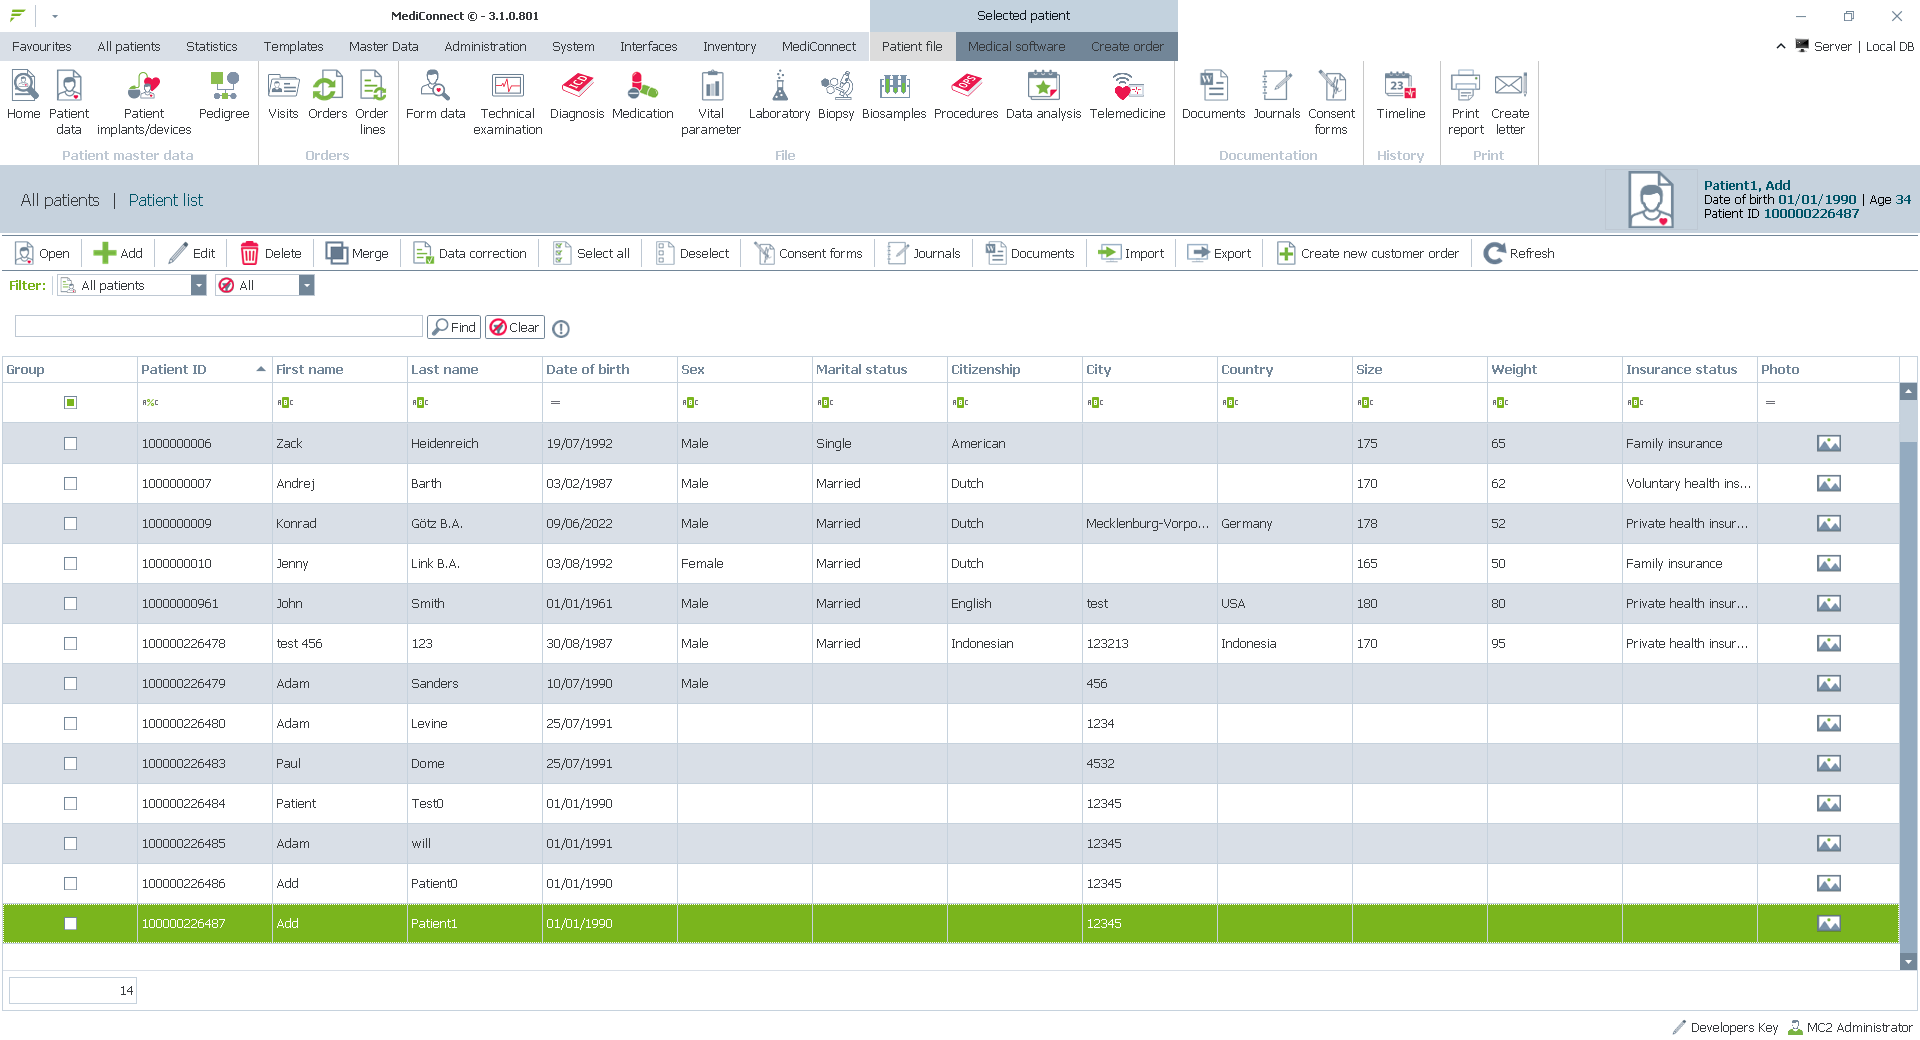 MediConnect © - 3.1.0.801
Selected patient
Favourites All patients Statistics Templates Master Data Administration System Interfaces Inventory MediConnect Patient file Medical software Create order
Server | Local DB
Home Patient data Patient implants/devices Pedigree Visits Orders Order lines Form data Technical examination Diagnosis Medication Vital parameter Laboratory Biopsy Biosamples Procedures Data analysis Telemedicine Documents Journals Consent forms Timeline Print report Create letter
Patient master data Orders File Documentation History Print
All patients | Patient list
Patient1, Add
Date of birth 01/01/1990 | Age 34
Patient ID 100000226487
Open Add Edit Delete Merge Data correction Select all Deselect Consent forms Journals Documents Import Export Create new customer order Refresh
Filter: All patients All
Find Clear
Group Patient ID First name Last name Date of birth Sex Marital status Citizenship City Country Size Weight Insurance status Photo
1000000006 Zack Heidenreich 19/07/1992 Male Single American 175 65 Family insurance
1000000007 Andrej Barth 03/02/1987 Male Married Dutch 170 62 Voluntary health ins...
1000000009 Konrad Götz B.A. 09/06/2022 Male Married Dutch Mecklenburg-Vorpo... Germany 178 52 Private health insur...
1000000010 Jenny Link B.A. 03/08/1992 Female Married Dutch 165 50 Family insurance
10000000961 John Smith 01/01/1961 Male Married English test USA 180 80 Private health insur...
100000226478 test 456 123 30/08/1987 Male Married Indonesian 123213 Indonesia 170 95 Private health insur...
100000226479 Adam Sanders 10/07/1990 Male 456
100000226480 Adam Levine 25/07/1991 1234
100000226483 Paul Dome 25/07/1991 4532
100000226484 Patient Test0 01/01/1990 12345
100000226485 Adam will 01/01/1991 12345
100000226486 Add Patient0 01/01/1990 12345
100000226487 Add Patient1 01/01/1990 12345
14
Developers Key MC2 Administrator